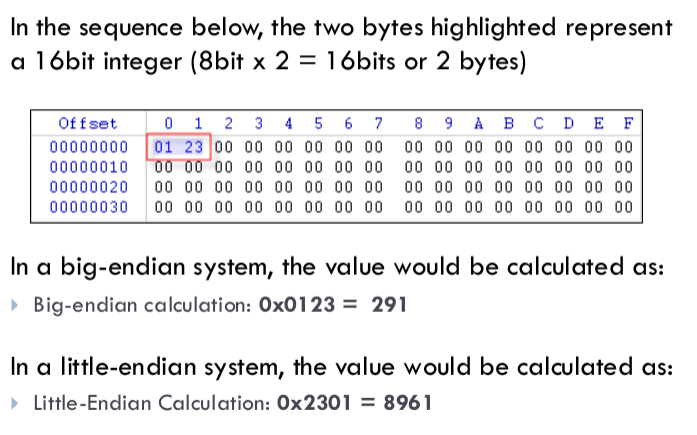 In the sequence below, the two bytes highlighted represent
a 16bit integer (8bit x 2 = 16bits or 2 bytes)
Offset 0 1 2 3 4 5 6 7 8 9 A B C D E F
00000000 01 23 00 00 00 00 00 00 00 00 00 00 00 00 00 00
00000010 00 00 00 00 00 00 00 00 00 00 00 00 00 00 00 00
00000020 00 00 00 00 00 00 00 00 00 00 00 00 00 00 00 00
00000030 00 00 00 00 00 00 00 00 00 00 00 00 00 00 00 00
In a big-endian system, the value would be calculated as:
Big-endian calculation: 0x0123 = 291
In a little-endian system, the value would be calculated as:
Little-Endian Calculation: 0x2301 = 8961